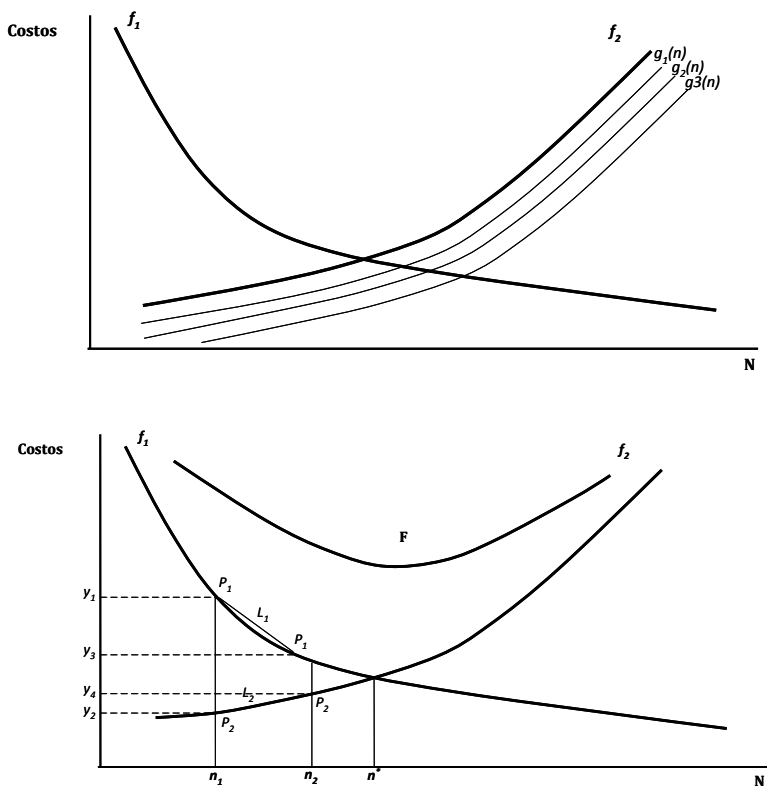 f₁
f₂
Costos
g₁(n)
g₂(n)
g3(n)
N
f₁
f₂
Costos
F
y₁
P₁
L₁
P₁
y₃
y₄
L₂
P₂
y₂
P₂
n₁
n₂
n*
N